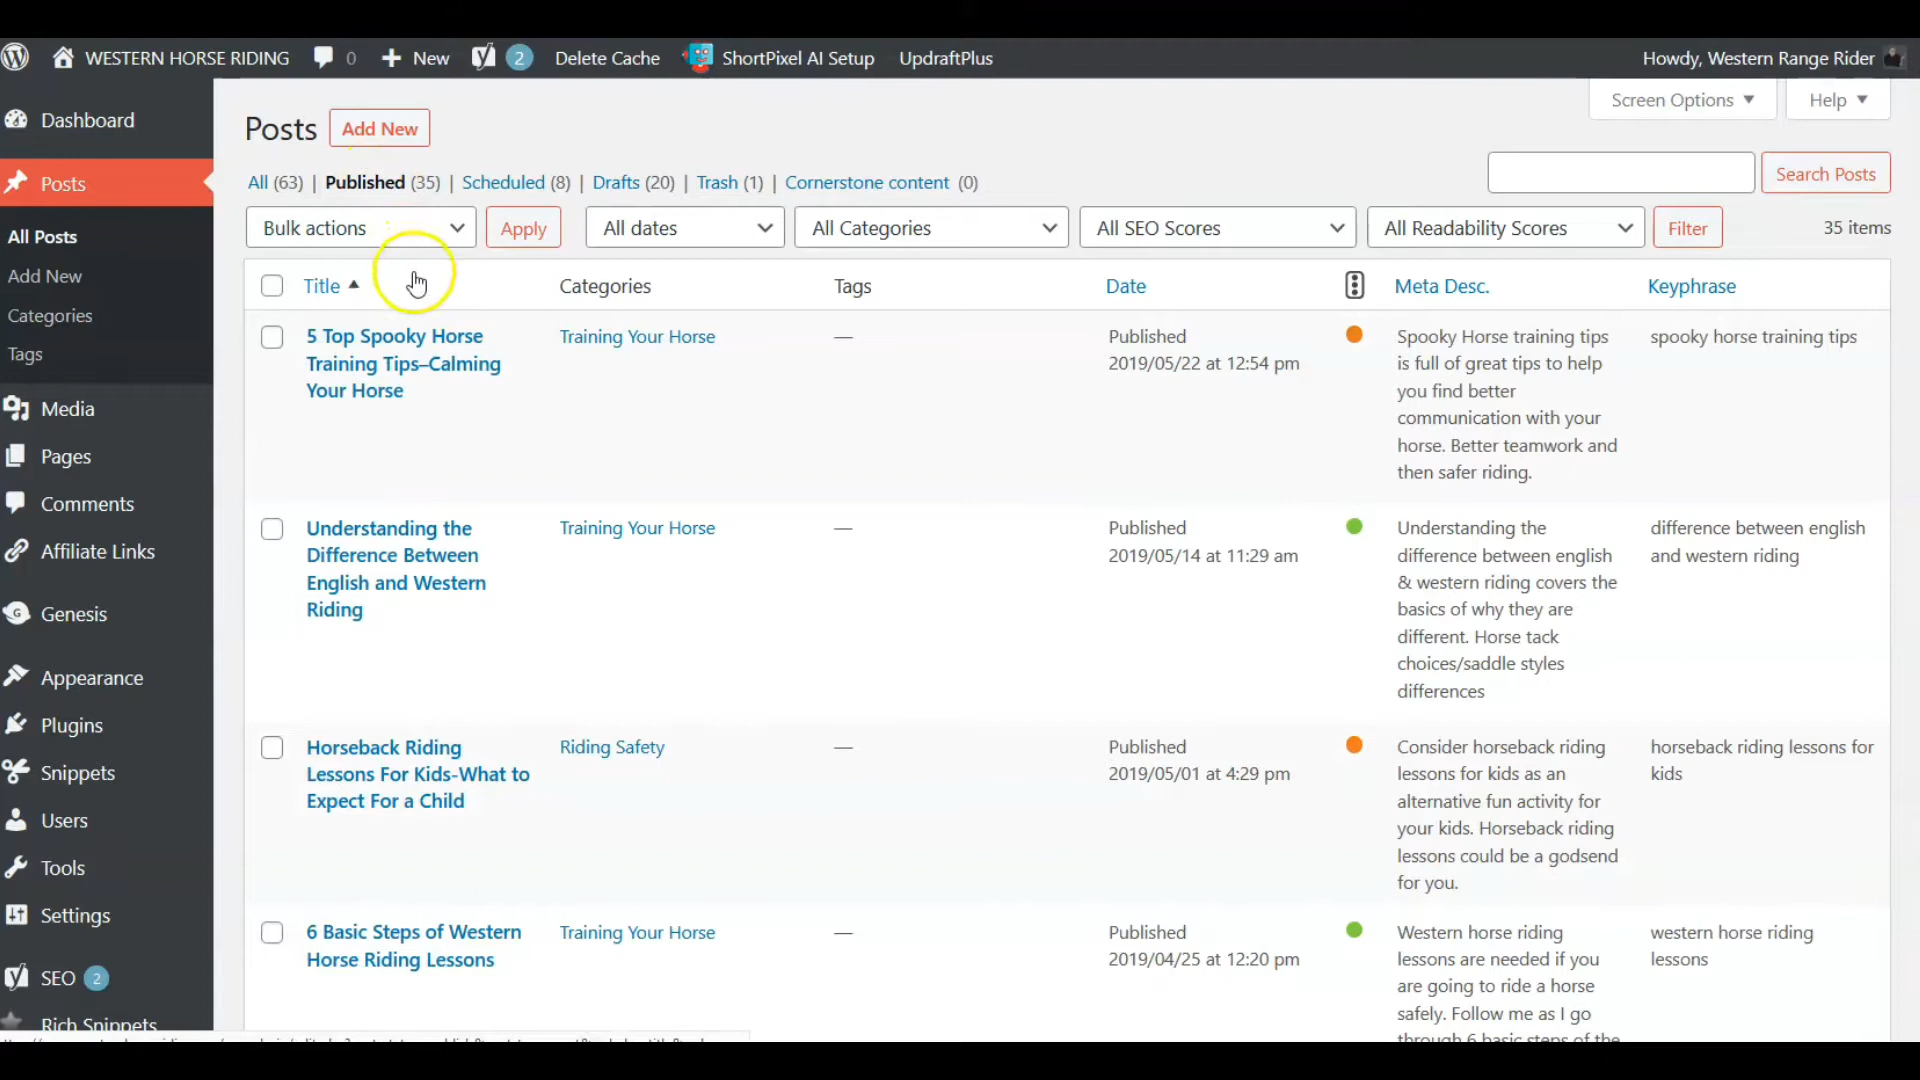 WESTERN HORSE RIDING 0 New 2 Delete Cache ShortPixel AI Setup UpdraftPlus Howdy, Western Range Rider
Screen Options Help
Dashboard
Posts
All Posts
Add New
Categories
Tags
Media
Pages
Comments
Affiliate Links
Genesis
Appearance
Plugins
Snippets
Users
Tools
Settings
SEO 2
Rich Snippets
Posts Add New
All (63) | Published (35) | Scheduled (8) | Drafts (20) | Trash (1) | Cornerstone content (0)
Search Posts
Bulk actions Apply All dates All Categories All SEO Scores All Readability Scores Filter 35 items
Title Categories Tags Date Meta Desc. Keyphrase
5 Top Spooky Horse
Training Tips–Calming
Your Horse
Training Your Horse
—
Published
2019/05/22 at 12:54 pm
Spooky Horse training tips
is full of great tips to help
you find better
communication with your
horse. Better teamwork and
then safer riding.
spooky horse training tips
Understanding the
Difference Between
English and Western
Riding
Training Your Horse
—
Published
2019/05/14 at 11:29 am
Understanding the
difference between english
& western riding covers the
basics of why they are
different. Horse tack
choices/saddle styles
differences
difference between english
and western riding
Horseback Riding
Lessons For Kids-What to
Expect For a Child
Riding Safety
—
Published
2019/05/01 at 4:29 pm
Consider horseback riding
lessons for kids as an
alternative fun activity for
your kids. Horseback riding
lessons could be a godsend
for you.
horseback riding lessons for
kids
6 Basic Steps of Western
Horse Riding Lessons
Training Your Horse
—
Published
2019/04/25 at 12:20 pm
Western horse riding
lessons are needed if you
are going to ride a horse
safely. Follow me as I go
through 6 basic steps of the
western horse riding
lessons